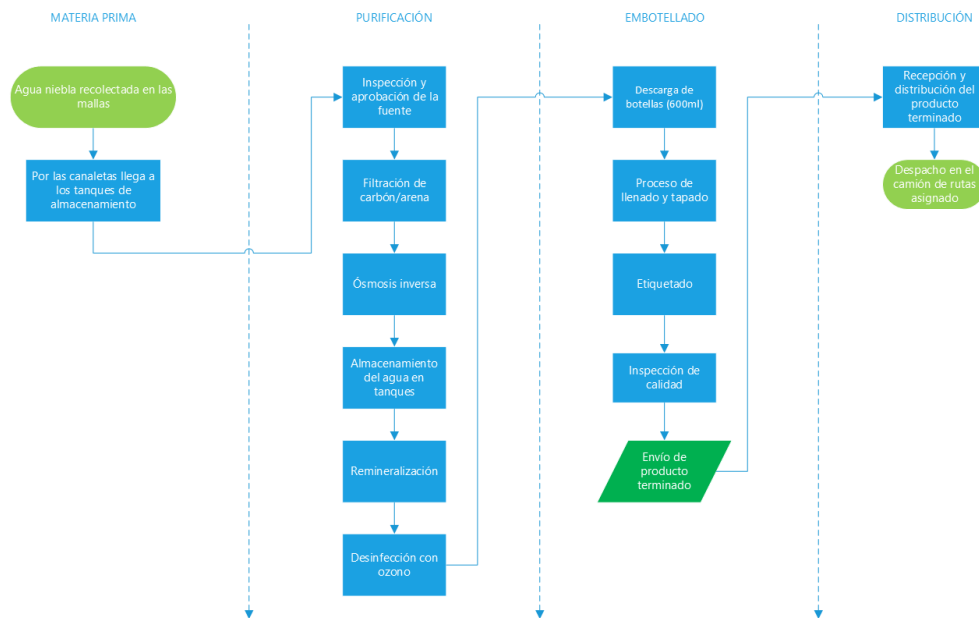 MATERIA PRIMA
PURIFICACIÓN
EMBOTELLADO
DISTRIBUCIÓN
Agua niebla recolectada en las
mallas
Por las canaletas llega a
los tanques de
almacenamiento
Inspección y
aprobación de la
fuente
Filtración de
carbón/arena
Ósmosis inversa
Almacenamiento
del agua en
tanques
Remineralización
Desinfección con
ozono
Descarga de
botellas (600ml)
Proceso de
llenado y tapado
Etiquetado
Inspección de
calidad
Envío de
producto
terminado
Recepción y
distribución del
producto
terminado
Despacho en el
camión de rutas
asignado